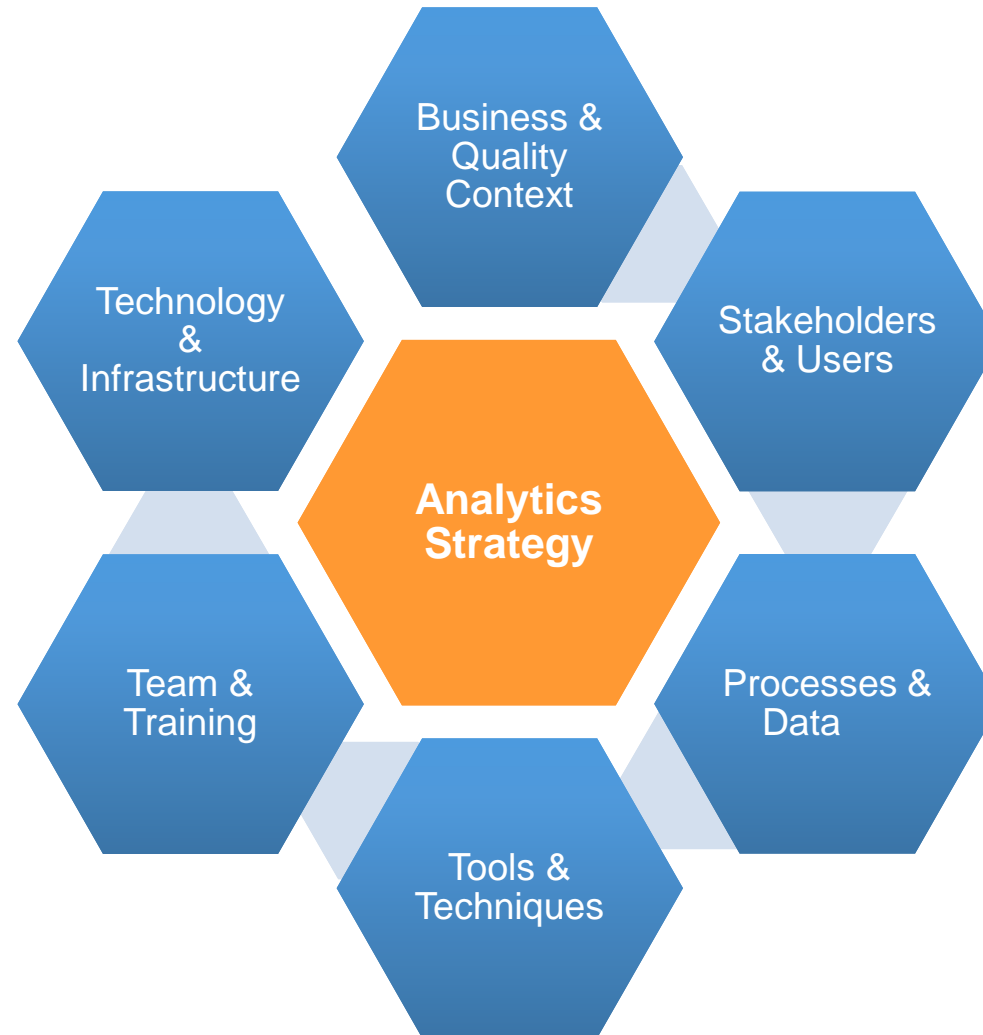 Business &
Quality
Context
Stakeholders
& Users
Processes &
Data
Tools &
Techniques
Team &
Training
Technology
&
Infrastructure
Analytics
Strategy